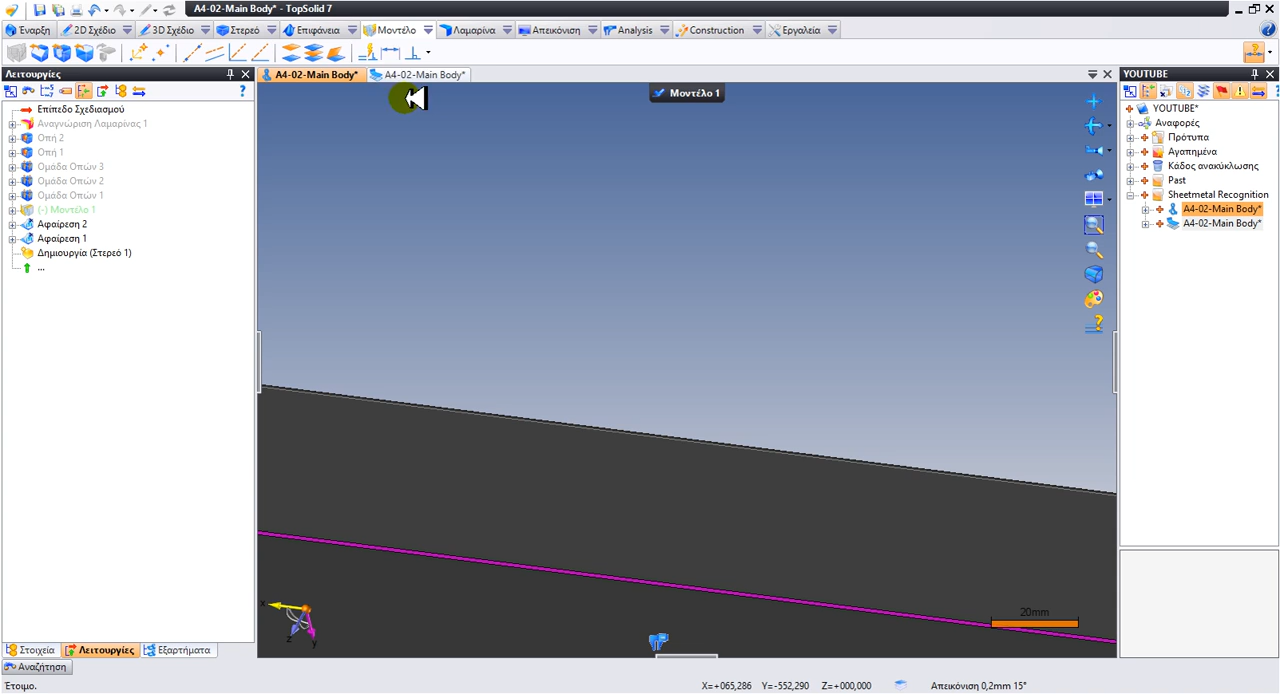 A4-02-Main Body* - TopSolid 7
Έναρξη 2D Σχέδιο 3D Σχέδιο Στερεό Επιφάνεια Μοντέλο Λαμαρίνα Απεικόνιση Analysis Construction Εργαλεία
Λειτουργίες
A4-02-Main Body* A4-02-Main Body*
YOUTUBE
Μοντέλο 1
Επίπεδο Σχεδιασμού
Αναγνώριση Λαμαρίνας 1
Οπή 2
Οπή 1
Ομάδα Οπών 3
Ομάδα Οπών 2
Ομάδα Οπών 1
(-) Μοντέλο 1
Αφαίρεση 2
Αφαίρεση 1
Δημιουργία (Στερεό 1)
...
YOUTUBE*
Αναφορές
Πρότυπα
Αγαπημένα
Κάδος ανακύκλωσης
Past
Sheetmetal Recognition
A4-02-Main Body*
A4-02-Main Body*
x
z
y
20mm
Στοιχεία Λειτουργίες Εξαρτήματα
Αναζήτηση
Έτοιμο.
X=+065,286 Y=-552,290 Z=+000,000 Απεικόνιση 0,2mm 15°